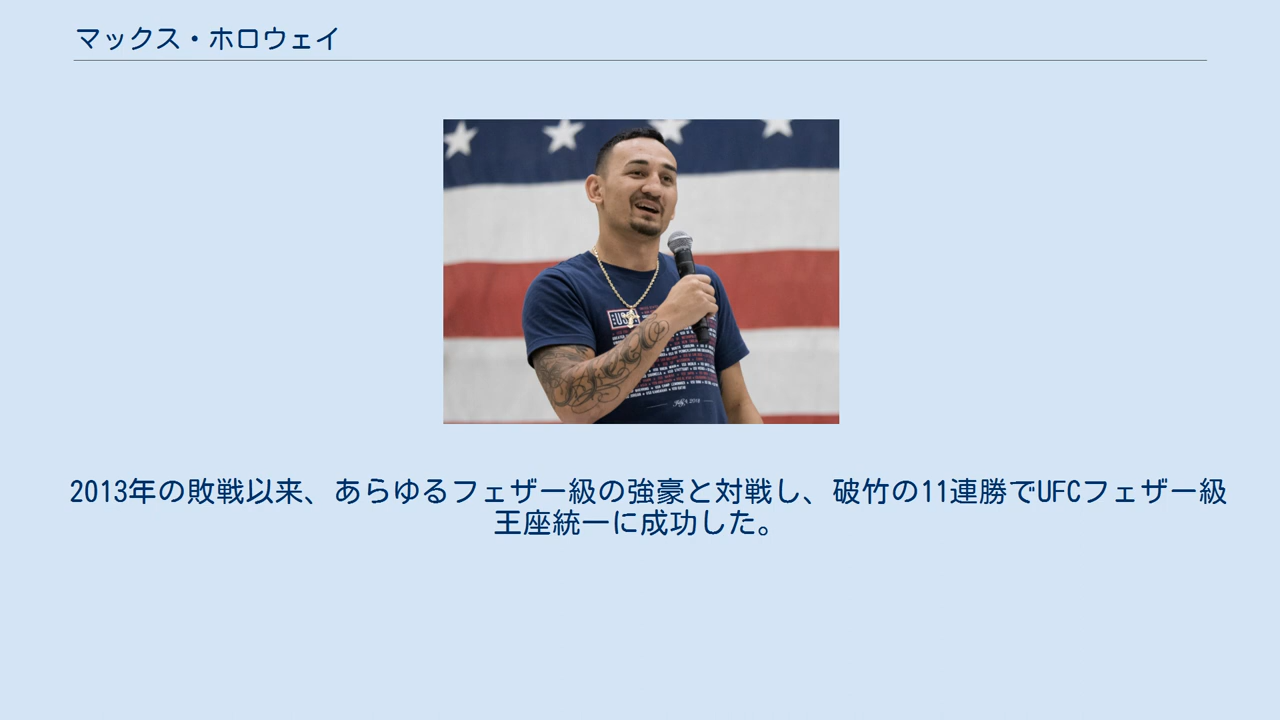 マックス・ホロウェイ
2013年の敗戦以来、あらゆるフェザー級の強豪と対戦し、破竹の11連勝でUFCフェザー級
王座統一に成功した。